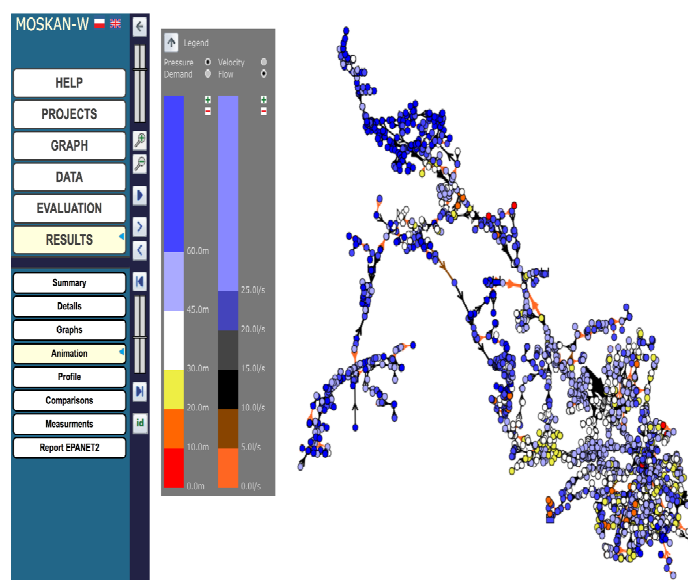 MOSKAN-W
HELP
PROJECTS
GRAPH
DATA
EVALUATION
RESULTS
Summary
Details
Graphs
Animation
Profile
Comparisons
Measurments
Report EPANET2
id
Legend
Pressure Velocity
Demand Flow
60.0m
45.0m
30.0m
20.0m
10.0m
0.0m
25.0l/s
20.0l/s
15.0l/s
10.0l/s
5.0l/s
0.0l/s